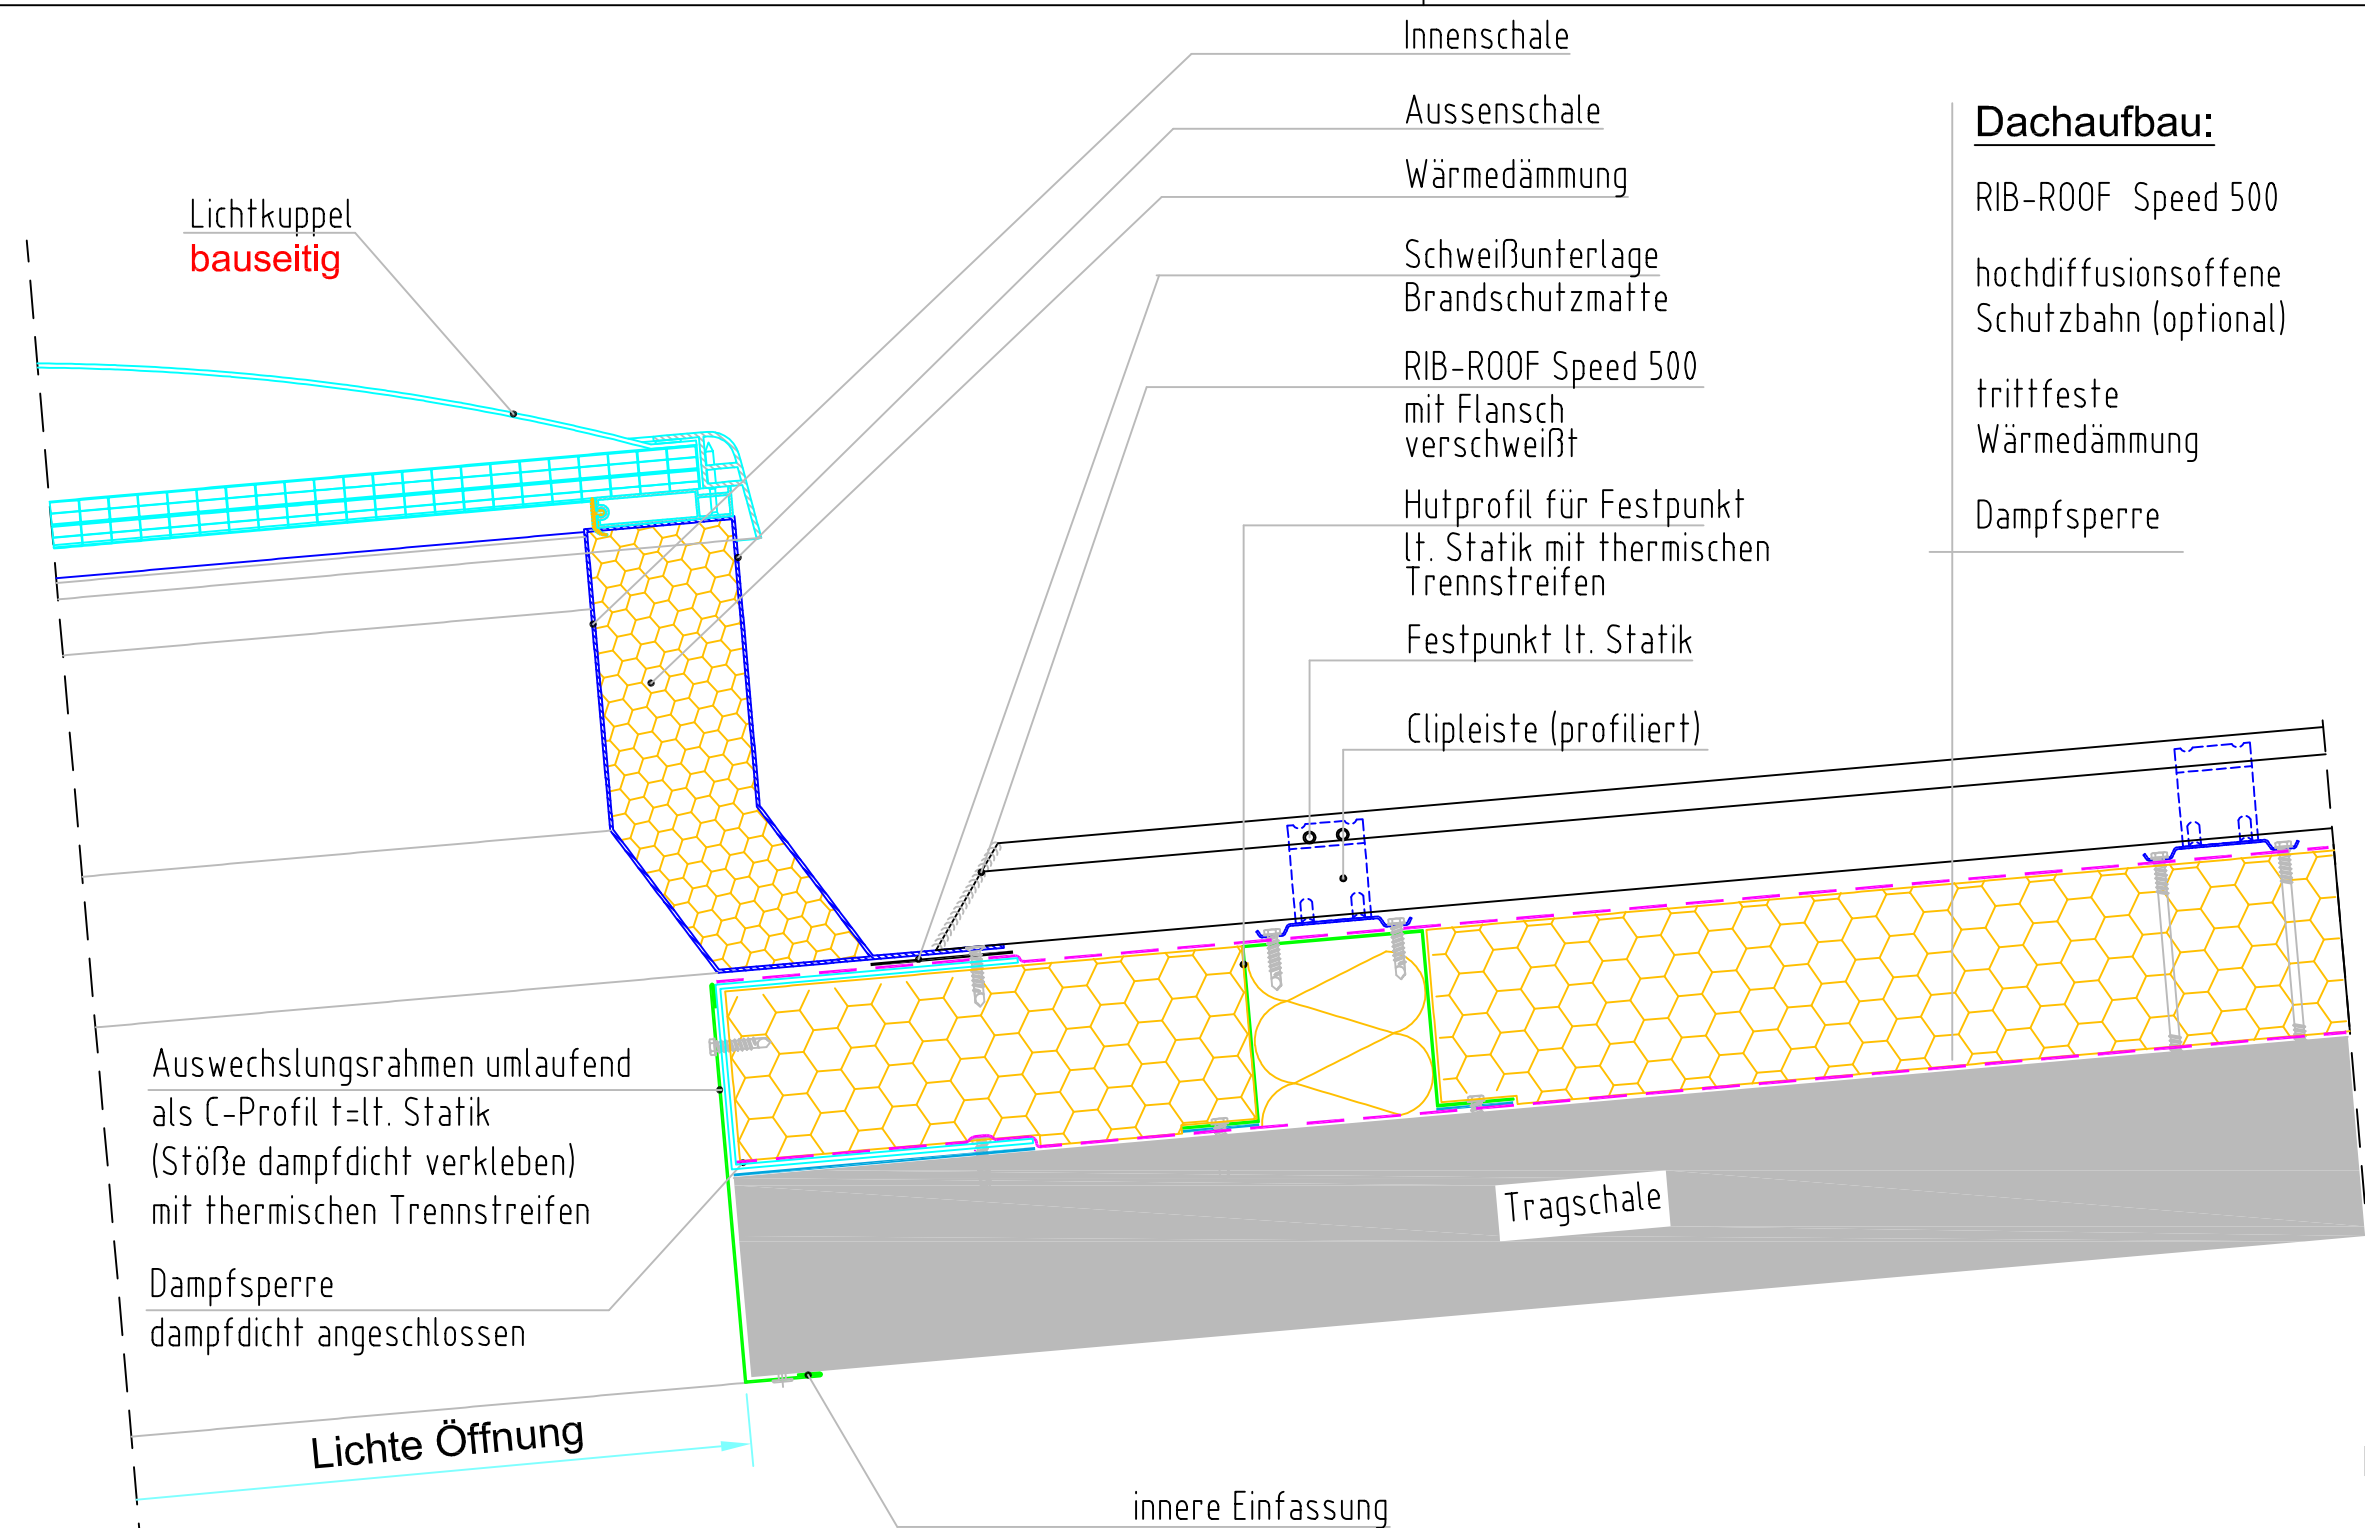 Innenschale
Aussenschale
Wärmedämmung
Schweißunterlage
Brandschutzmatte
RIB-ROOF Speed 500
mit Flansch
verschweißt
Hutprofil für Festpunkt
lt. Statik mit thermischen
Trennstreifen
Festpunkt lt. Statik
Clipleiste (profiliert)
Dachaufbau:
RIB-ROOF Speed 500
hochdiffusionsoffene
Schutzbahn (optional)
trittfeste
Wärmedämmung
Dampfsperre
Lichtkuppel
bauseitig
Auswechslungsrahmen umlaufend
als C-Profil t=lt. Statik
(Stöße dampfdicht verkleben)
mit thermischen Trennstreifen
Dampfsperre
dampfdicht angeschlossen
Tragschale
Lichte Öffnung
innere Einfassung